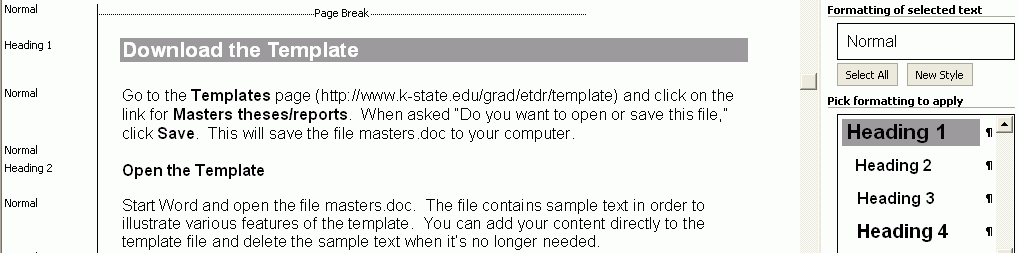 Normal
Page Break
Heading 1
Download the Template
Normal
Go to the Templates page (http://www.k-state.edu/grad/etdr/template) and click on the
link for Masters theses/reports.  When asked "Do you want to open or save this file,"
click Save.  This will save the file masters.doc to your computer.
Normal
Heading 2
Open the Template
Normal
Start Word and open the file masters.doc.  The file contains sample text in order to
illustrate various features of the template.  You can add your content directly to the
template file and delete the sample text when it's no longer needed.
Formatting of selected text
Normal
Select All
New Style
Pick formatting to apply
Heading 1 ¶
Heading 2 ¶
Heading 3 ¶
Heading 4 ¶